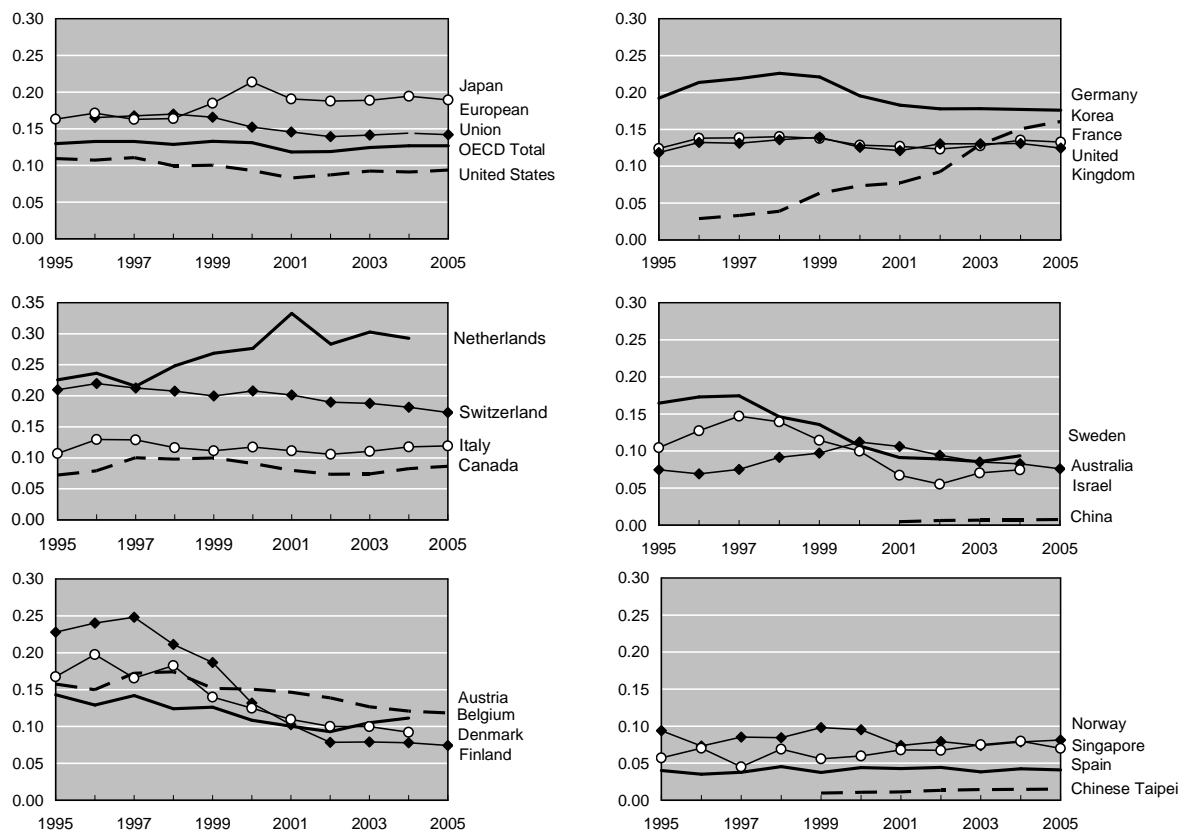 0.30
0.25
0.20
0.15
0.10
0.05
0.00
1995 1997 1999 2001 2003 2005
Japan
European
Union
OECD Total
United States
0.30
0.25
0.20
0.15
0.10
0.05
0.00
1995 1997 1999 2001 2003 2005
Germany
Korea
France
United
Kingdom
0.35
0.30
0.25
0.20
0.15
0.10
0.05
0.00
1995 1997 1999 2001 2003 2005
Netherlands
Switzerland
Italy
Canada
0.30
0.25
0.20
0.15
0.10
0.05
0.00
1995 1997 1999 2001 2003 2005
Sweden
Australia
Israel
China
0.30
0.25
0.20
0.15
0.10
0.05
0.00
1995 1997 1999 2001 2003 2005
Austria
Belgium
Denmark
Finland
0.30
0.25
0.20
0.15
0.10
0.05
0.00
1995 1997 1999 2001 2003 2005
Norway
Singapore
Spain
Chinese Taipei